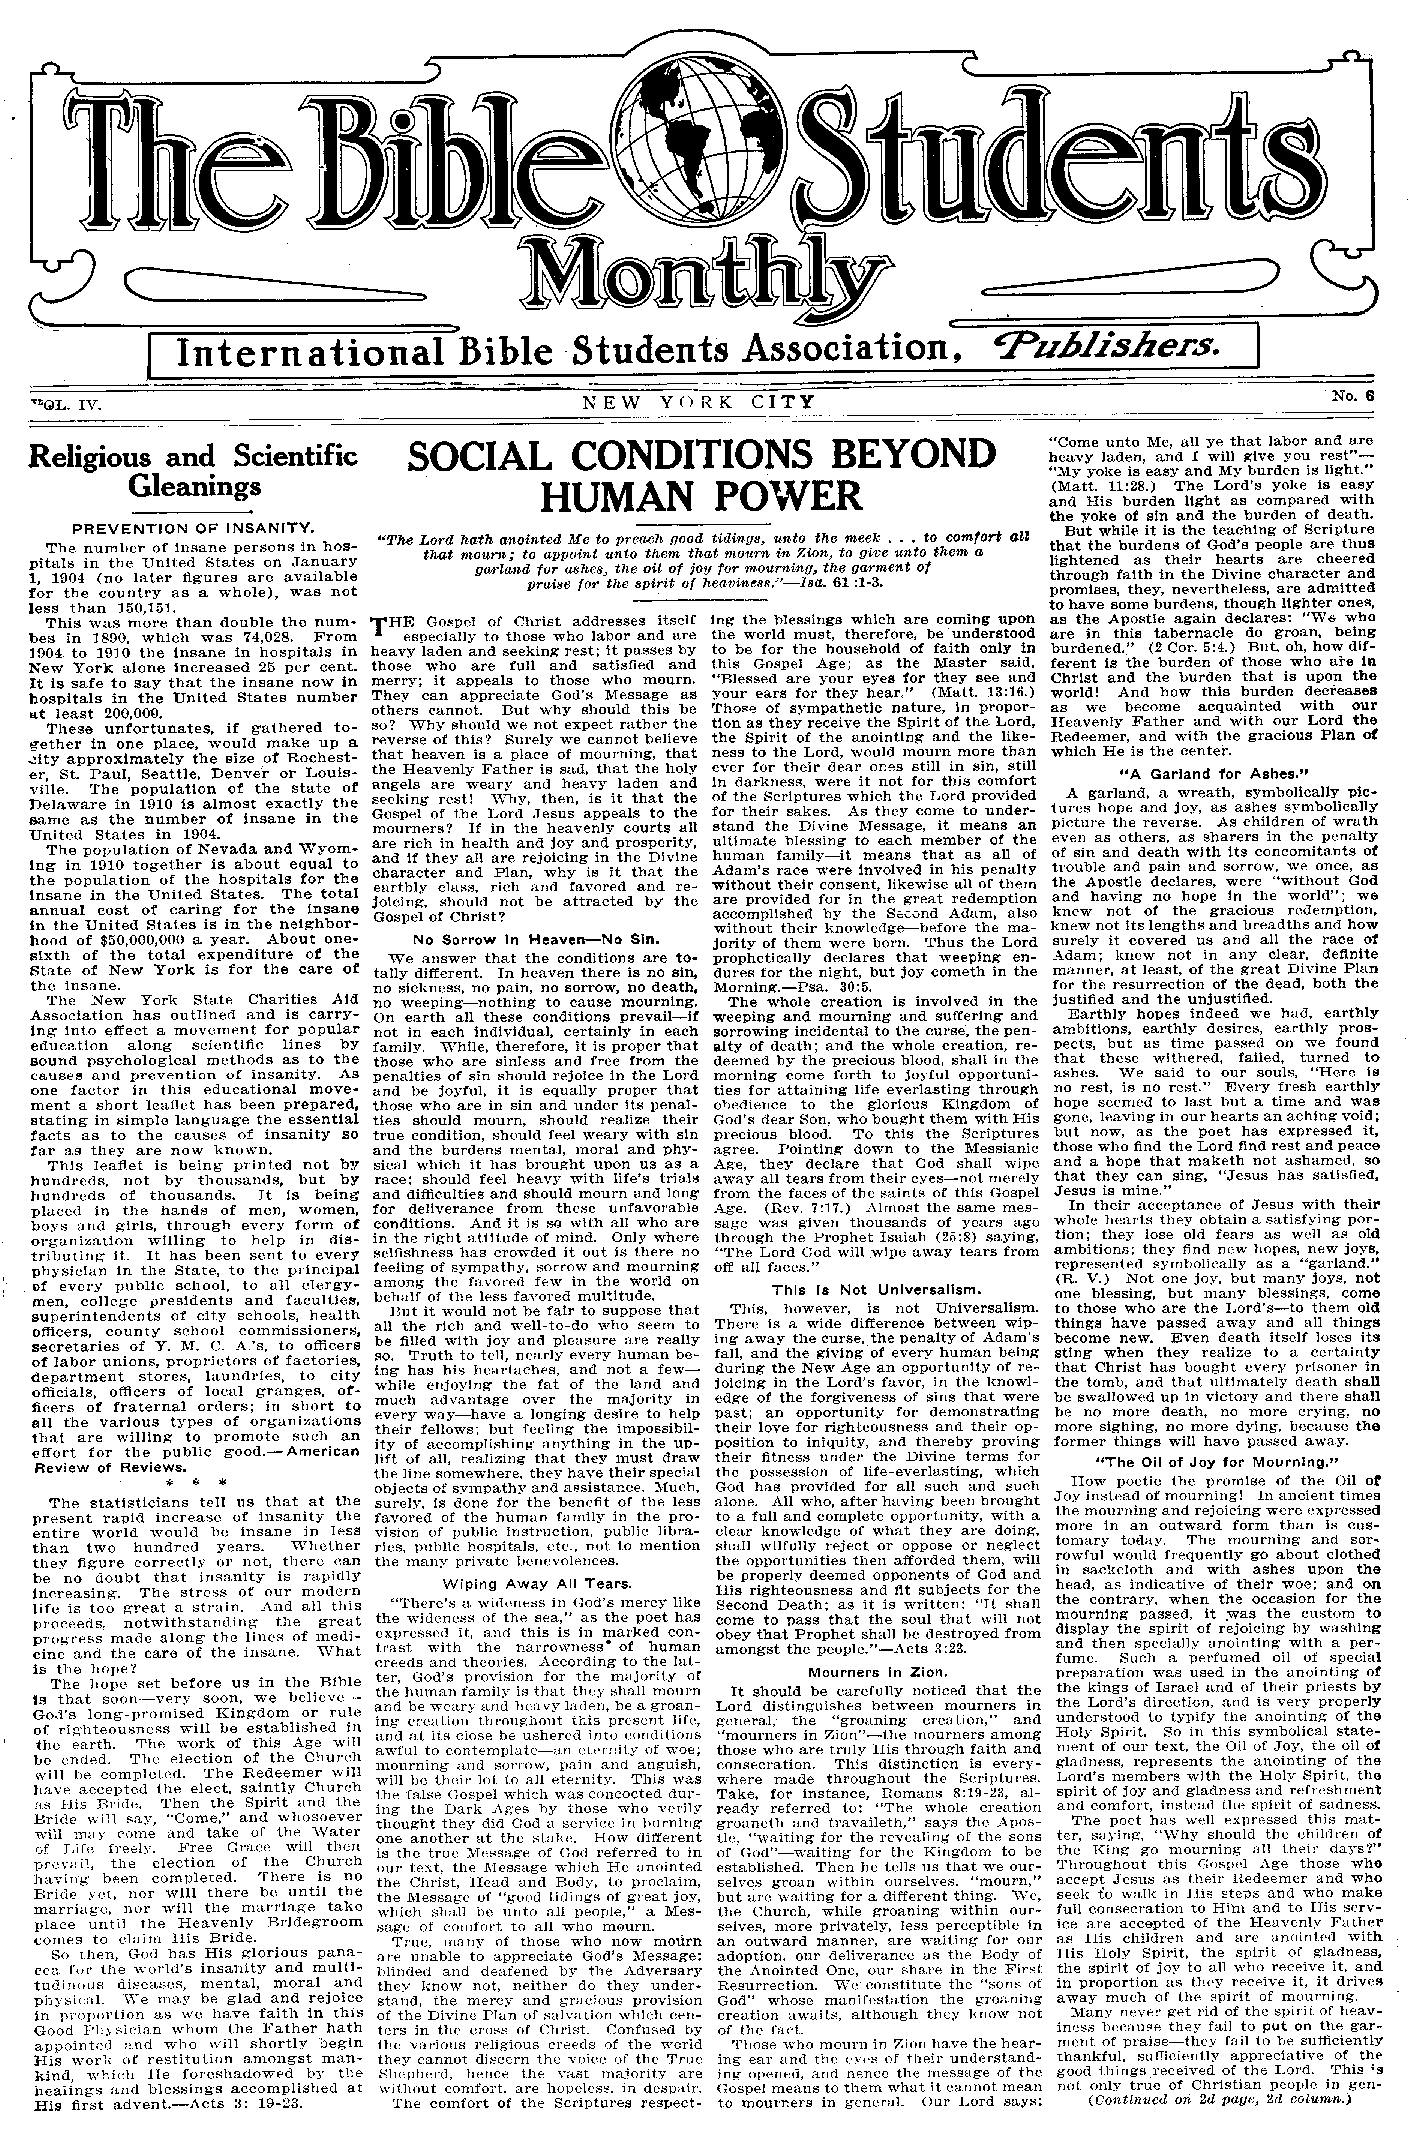 The Bible Students
Monthly
International Bible Students Association, Publishers.
VOL. IV.
NEW YORK CITY
No. 6
Religious and Scientific
Gleanings
PREVENTION OF INSANITY.
The number of insane persons in hos-
pitals in the United States on January
1, 1904 (no later figures are available
for the country as a whole), was not
less than 150,151.
This was more than double the num-
bes in 1890, which was 74,028. From
1904 to 1910 the insane in hospitals in
New York alone increased 25 per cent.
It is safe to say that the insane now in
hospitals in the United States number
at least 200,000.
These unfortunates, if gathered to-
gether in one place, would make up a
city approximately the size of Rochest-
er, St. Paul, Seattle, Denver or Louis-
ville. The population of the state of
Delaware in 1910 is almost exactly the
same as the number of insane in the
United States in 1904.
The population of Nevada and Wyom-
ing in 1910 together is about equal to
the population of the hospitals for the
insane in the United States. The total
annual cost of caring for the insane
in the United States is in the neighbor-
hood of $50,000,000 a year. About one-
sixth of the total expenditure of the
State of New York is for the care of
the insane.
The New York State Charities Aid
Association has outlined and is carry-
ing into effect a movement for popular
education along scientific lines by
sound psychological methods as to the
causes and prevention of insanity. As
one factor in this educational move-
ment a short leaflet has been prepared,
stating in simple language the essential
facts as to the causes of insanity so
far as they are now known.
This leaflet is being printed not by
hundreds, not by thousands, but by
hundreds of thousands. It is being
placed in the hands of men, women,
boys and girls, through every form of
organization willing to help in dis-
tributing it. It has been sent to every
physician in the State, to the principal
of every public school, to all clergy-
men, college presidents and faculties,
superintendents of city schools, health
officers, county school commissioners,
secretaries of Y. M. C. A.'s, to officers
of labor unions, proprietors of factories,
department stores, laundries, to city
officials, officers of local granges, of-
ficers of fraternal orders; in short to
all the various types of organizations
that are willing to promote such an
effort for the public good.—American
Review of Reviews.
* * *
The statisticians tell us that at the
present rapid increase of insanity the
entire world would be insane in less
than two hundred years. Whether
they figure correctly or not, there can
be no doubt that insanity is rapidly
increasing. The stress of our modern
life is too great a strain. And all this
proceeds, notwithstanding the great
progress made along the lines of medi-
cine and the care of the insane. What
is the hope?
The hope set before us in the Bible
is that soon—very soon, we believe—
God's long-promised Kingdom or rule
of righteousness will be established in
the earth. The work of this Age will
be ended. The election of the Church
will be completed. The Redeemer will
have accepted the elect, saintly Church
as His Bride. Then the Spirit and the
Bride will say, "Come," and whosoever
will may come and take of the Water
of Life freely. Free Grace will then
prevail, the election of the Church
having been completed. There is no
Bride yet, nor will there be until the
marriage, nor will the marriage take
place until the Heavenly Bridegroom
comes to claim His Bride.
So then, God has His glorious pana-
cea for the world's insanity and multi-
tudinous diseases, mental, moral and
physical. We may be glad and rejoice
in proportion as we have faith in this
Good Physician whom the Father hath
appointed and who will shortly begin
His work of restitution amongst man-
kind, which He foreshadowed by the
healings and blessings accomplished at
His first advent.—Acts 3: 19-23.
SOCIAL CONDITIONS BEYOND
HUMAN POWER
"The Lord hath anointed Me to preach good tidings, unto the meek . . . to comfort all
that mourn; to appoint unto them that mourn in Zion, to give unto them a
garland for ashes, the oil of joy for mourning, the garment of
praise for the spirit of heaviness."—Isa. 61:1-3.
THE Gospel of Christ addresses itself
especially to those who labor and are
heavy laden and seeking rest; it passes by
those who are full and satisfied and
merry; it appeals to those who mourn.
They can appreciate God's Message as
others cannot. But why should this be
so? Why should we not expect rather the
reverse of this? Surely we cannot believe
that heaven is a place of mourning, that
the Heavenly Father is sad, that the holy
angels are weary and heavy laden and
seeking rest! Why, then, is it that the
Gospel of the Lord Jesus appeals to the
mourners? If in the heavenly courts all
are rich in health and joy and prosperity,
and if they all are rejoicing in the Divine
character and Plan, why is it that the
earthly class, rich and favored and re-
joicing, should not be attracted by the
Gospel of Christ?
No Sorrow in Heaven—No Sin.
We answer that the conditions are to-
tally different. In heaven there is no sin,
no sickness, no pain, no sorrow, no death,
no weeping—nothing to cause mourning.
On earth all these conditions prevail—if
not in each individual, certainly in each
family. While, therefore, it is proper that
those who are sinless and free from the
penalties of sin should rejoice in the Lord
and be joyful, it is equally proper that
those who are in sin and under its penal-
ties should mourn, should realize their
true condition, should feel weary with sin
and the burdens mental, moral and phy-
sical which it has brought upon us as a
race; should feel heavy with life's trials
and difficulties and should mourn and long
for deliverance from these unfavorable
conditions. And it is so with all who are
in the right atitude of mind. Only where
selfishness has crowded it out is there no
feeling of sympathy, sorrow and mourning
among the favored few in the world on
behalf of the less favored multitude.
But it would not be fair to suppose that
all the rich and well-to-do who seem to
be filled with joy and pleasure are really
so. Truth to tell, nearly every human be-
ing has his heartaches, and not a few—
while enjoying the fat of the land and
much advantage over the majority in
every way—have a longing desire to help
their fellows; but feeling the impossibil-
ity of accomplishing anything in the up-
lift of all, realizing that they must draw
the line somewhere, they have their special
objects of sympathy and assistance. Much,
surely, is done for the benefit of the less
favored of the human family in the pro-
vision of public instruction, public libra-
ries, public hospitals, etc., not to mention
the many private benevolences.
Wiping Away All Tears.
"There's a wideness in God's mercy like
the wideness of the sea," as the poet has
expressed it, and this is in marked con-
trast with the narrowness of human
creeds and theories. According to the lat-
ter, God's provision for the majority of
the human family is that they shall mourn
and be weary and heavy laden, be a groan-
ing creation throughout this present life,
and at its close be ushered into conditions
awful to contemplate—an eternity of woe;
mourning and sorrow, pain and anguish,
will be their lot to all eternity. This was
the false Gospel which was concocted dur-
ing the Dark Ages by those who verily
thought they did God a service in burning
one another at the stake. How different
is the true Message of God referred to in
our text, the Message which He anointed
the Christ, Head and Body, to proclaim,
the Message of "good tidings of great joy,
which shall be unto all people," a Mes-
sage of comfort to all who mourn.
True, many of those who now mourn
are unable to appreciate God's Message;
blinded and deafened by the Adversary
they know not, neither do they under-
stand, the mercy and gracious provision
of the Divine Plan of salvation which cen-
ters in the cross of Christ. Confused by
the various religious creeds of the world
they cannot discern the voice of the True
Shepherd, hence the vast majority are
without comfort, are hopeless, in despair.
The comfort of the Scriptures respect-
ing the blessings which are coming upon
the world must, therefore, be understood
to be for the household of faith only in
this Gospel Age; as the Master said,
"Blessed are your eyes for they see and
your ears for they hear." (Matt. 13:16.)
Those of sympathetic nature, in propor-
tion as they receive the Spirit of the Lord,
the Spirit of the anointing and the like-
ness to the Lord, would mourn more than
ever for their dear ones still in sin, still
in darkness, were it not for this comfort
of the Scriptures which the Lord provided
for their sakes. As they come to under-
stand the Divine Message, it means an
ultimate blessing to each member of the
human family—it means that as all of
Adam's race were involved in his penalty
without their consent, likewise all of them
are provided for in the great redemption
accomplished by the Second Adam, also
without their knowledge—before the ma-
jority of them were born. Thus the Lord
prophetically declares that weeping en-
dures for the night, but joy cometh in the
Morning.—Psa. 30:5.
The whole creation is involved in the
weeping and mourning and suffering and
sorrowing incidental to the curse, the pen-
alty of death; and the whole creation, re-
deemed by the precious blood, shall in the
morning come forth to joyful opportuni-
ties for attaining life everlasting through
obedience to the glorious Kingdom of
God's dear Son, who bought them with His
precious blood. To this the Scriptures
agree. Pointing down to the Messianic
Age, they declare that God shall wipe
away all tears from their eyes—not merely
from the faces of the saints of this Gospel
Age. (Rev. 7:17.) Almost the same mes-
sage was given thousands of years ago
through the Prophet Isaiah (25:8) saying,
"The Lord God will wipe away tears from
off all faces."
This Is Not Universalism.
This, however, is not Universalism.
There is a wide difference between wip-
ing away the curse, the penalty of Adam's
fall, and the giving of every human being
during the New Age an opportunity of re-
joicing in the Lord's favor, in the knowl-
edge of the forgiveness of sins that were
past; an opportunity for demonstrating
their love for righteousness and their op-
position to iniquity, and thereby proving
their fitness under the Divine terms for
the possession of life-everlasting, which
God has provided for all such and such
alone. All who, after having been brought
to a full and complete opportunity, with a
clear knowledge of what they are doing,
shall wilfully reject or oppose or neglect
the opportunities then afforded them, will
be properly deemed opponents of God and
His righteousness and fit subjects for the
Second Death; as it is written: "It shall
come to pass that the soul that will not
obey that Prophet shall be destroyed from
amongst the people."—Acts 3:23.
Mourners in Zion.
It should be carefully noticed that the
Lord distinguishes between mourners in
general, the "groaning creation," and
"mourners in Zion"—the mourners among
those who are truly His through faith and
consecration. This distinction is every-
where made throughout the Scriptures.
Take, for instance, Romans 8:19-23, al-
ready referred to: "The whole creation
groaneth and travaileth," says the Apos-
tle, "waiting for the revealing of the sons
of God"—waiting for the Kingdom to be
established. Then he tells us that we our-
selves groan within ourselves. "mourn,"
but are waiting for a different thing. We,
the Church, while groaning within our-
selves, more privately, less perceptible in
an outward manner, are waiting for our
adoption, our deliverance as the Body of
the Anointed One, our share in the First
Resurrection. We constitute the "sons of
God" whose manifestation the groaning
creation awaits, although they know not
of the fact.
Those who mourn in Zion have the hear-
ing ear and the eyes of their understand-
ing opened, and hence the message of the
Gospel means to them what it cannot mean
to mourners in general. Our Lord says:
"Come unto Me, all ye that labor and are
heavy laden, and I will give you rest"—
"My yoke is easy and My burden is light."
(Matt. 11:28.) The Lord's yoke is easy
and His burden light as compared with
the yoke of sin and the burden of death.
But while it is the teaching of Scripture
that the burdens of God's people are thus
lightened as their hearts are cheered
through faith in the Divine character and
promises, they, nevertheless, are admitted
to have some burdens, though lighter ones,
as the Apostle again declares: "We who
are in this tabernacle do groan, being
burdened." (2 Cor. 5:4.) But, oh, how dif-
ferent is the burden of those who are in
Christ and the burden that is upon the
world! And how this burden decreases
as we become acquainted with our
Heavenly Father and with our Lord the
Redeemer, and with the gracious Plan of
which He is the center.
"A Garland for Ashes."
A garland, a wreath, symbolically pic-
tures hope and joy, as ashes symbolically
picture the reverse. As children of wrath
even as others, as sharers in the penalty
of sin and death with its concomitants of
trouble and pain and sorrow, we once, as
the Apostle declares, were "without God
and having no hope in the world"; we
knew not of the gracious redemption,
knew not its lengths and breadths and how
surely it covered us and all the race of
Adam; knew not in any clear, definite
manner, at least, of the great Divine Plan
for the resurrection of the dead, both the
justified and the unjustified.
Earthly hopes indeed we had, earthly
ambitions, earthly desires, earthly pros-
pects, but as time passed on we found
that these withered, failed, turned to
ashes. We said to our souls, "Here is
no rest, is no rest." Every fresh earthly
hope seemed to last but a time and was
gone, leaving in our hearts an aching void;
but now, as the poet has expressed it,
those who find the Lord find rest and peace
and a hope that maketh not ashamed, so
that they can sing, "Jesus has satisfied,
Jesus is mine."
In their acceptance of Jesus with their
whole hearts they obtain a satisfying por-
tion; they lose old fears as well as old
ambitions; they find new hopes, new joys,
represented symbolically as a "garland."
(R. V.) Not one joy, but many joys, not
one blessing, but many blessings, come
to those who are the Lord's—to them old
things have passed away and all things
become new. Even death itself loses its
sting when they realize to a certainty
that Christ has bought every prisoner in
the tomb, and that ultimately death shall
be swallowed up in victory and there shall
be no more death, no more crying, no
more sighing, no more dying, because the
former things will have passed away.
"The Oil of Joy for Mourning."
How poetic the promise of the Oil of
Joy instead of mourning! In ancient times
the mourning and rejoicing were expressed
more in an outward form than is cus-
tomary today. The mourning and sor-
rowful would frequently go about clothed
in sackcloth and with ashes upon the
head, as indicative of their woe; and on
the contrary, when the occasion for the
mourning passed, it was the custom to
display the spirit of rejoicing by washing
and then specially anointing with a per-
fume. Such a perfumed oil of special
preparation was used in the anointing of
the kings of Israel and of their priests by
the Lord's direction, and is very properly
understood to typify the anointing of the
Holy Spirit. So in this symbolical state-
ment of our text, the Oil of Joy, the oil of
gladness, represents the anointing of the
Lord's members with the Holy Spirit, the
spirit of joy and gladness and refreshment
and comfort, instead the spirit of sadness.
The poet has well expressed this mat-
ter, saying, "Why should the children of
the King go mourning all their days?"
Throughout this Gospel Age those who
accept Jesus as their Redeemer and who
seek to walk in His steps and who make
full consecration to Him and to His serv-
ice are accepted of the Heavenly Father
as His children and are anointed with
His Holy Spirit, the spirit of gladness,
the spirit of joy to all who receive it, and
in proportion as they receive it, it drives
away much of the spirit of mourning.
Many never get rid of the spirit of heav-
iness because they fail to put on the gar-
ment of praise—they fail to be sufficiently
thankful, sufficiently appreciative of the
good things received of the Lord. This is
not only true of Christian people in gen-
(Continued on 2d page, 2d column.)